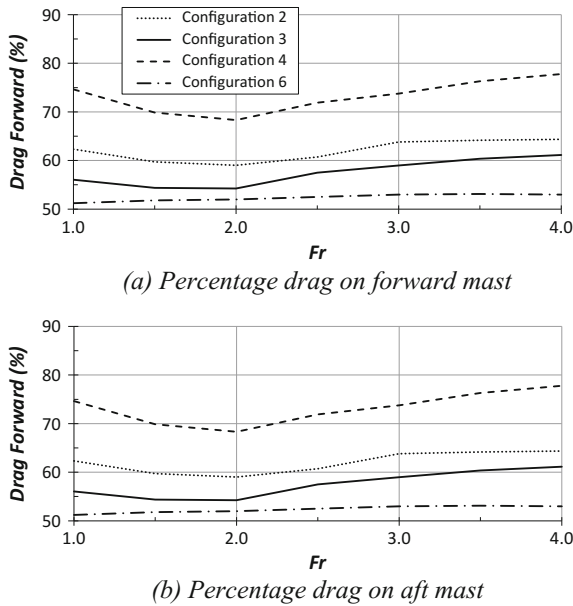 90
80
70
60
50
Drag Forward (%)
Configuration 2
Configuration 3
Configuration 4
Configuration 6
1.0 2.0 3.0 4.0
Fr
(a) Percentage drag on forward mast
90
80
70
60
50
Drag Forward (%)
1.0 2.0 3.0 4.0
Fr
(b) Percentage drag on aft mast